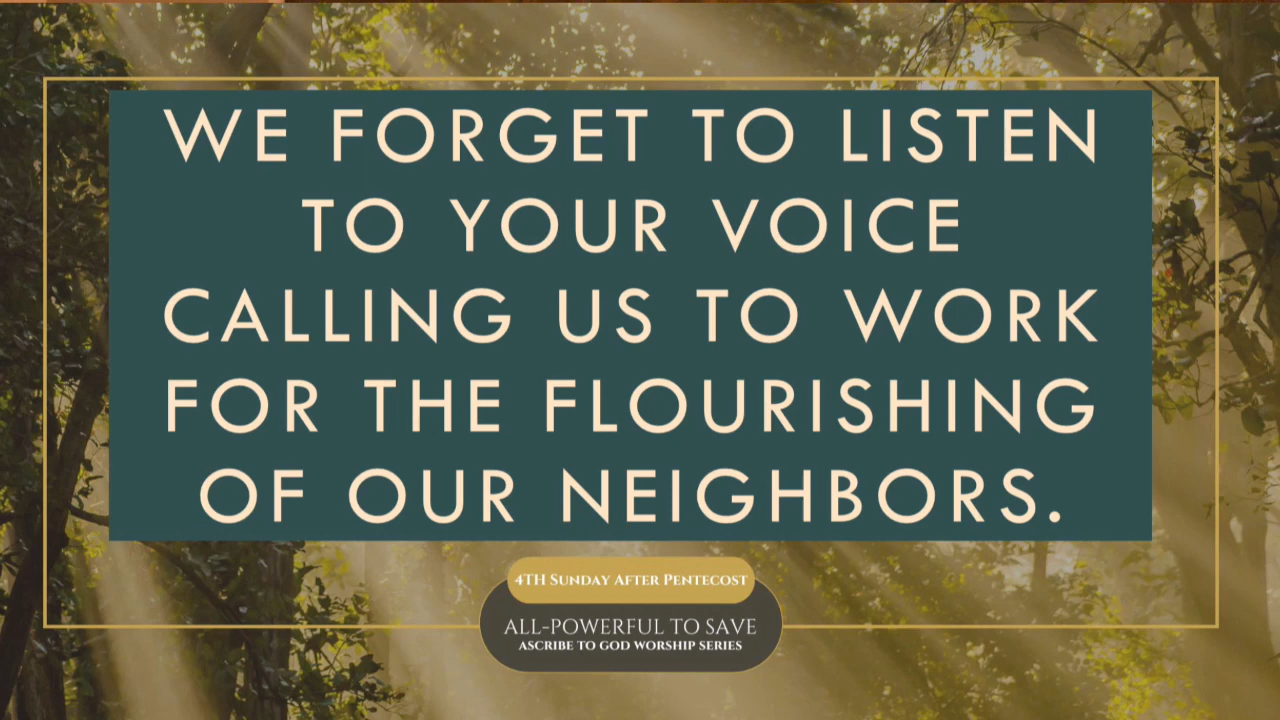 WE FORGET TO LISTEN
TO YOUR VOICE
CALLING US TO WORK
FOR THE FLOURISHING
OF OUR NEIGHBORS.
4TH SUNDAY AFTER PENTECOST
ALL-POWERFUL TO SAVE
ASCRIBE TO GOD WORSHIP SERIES